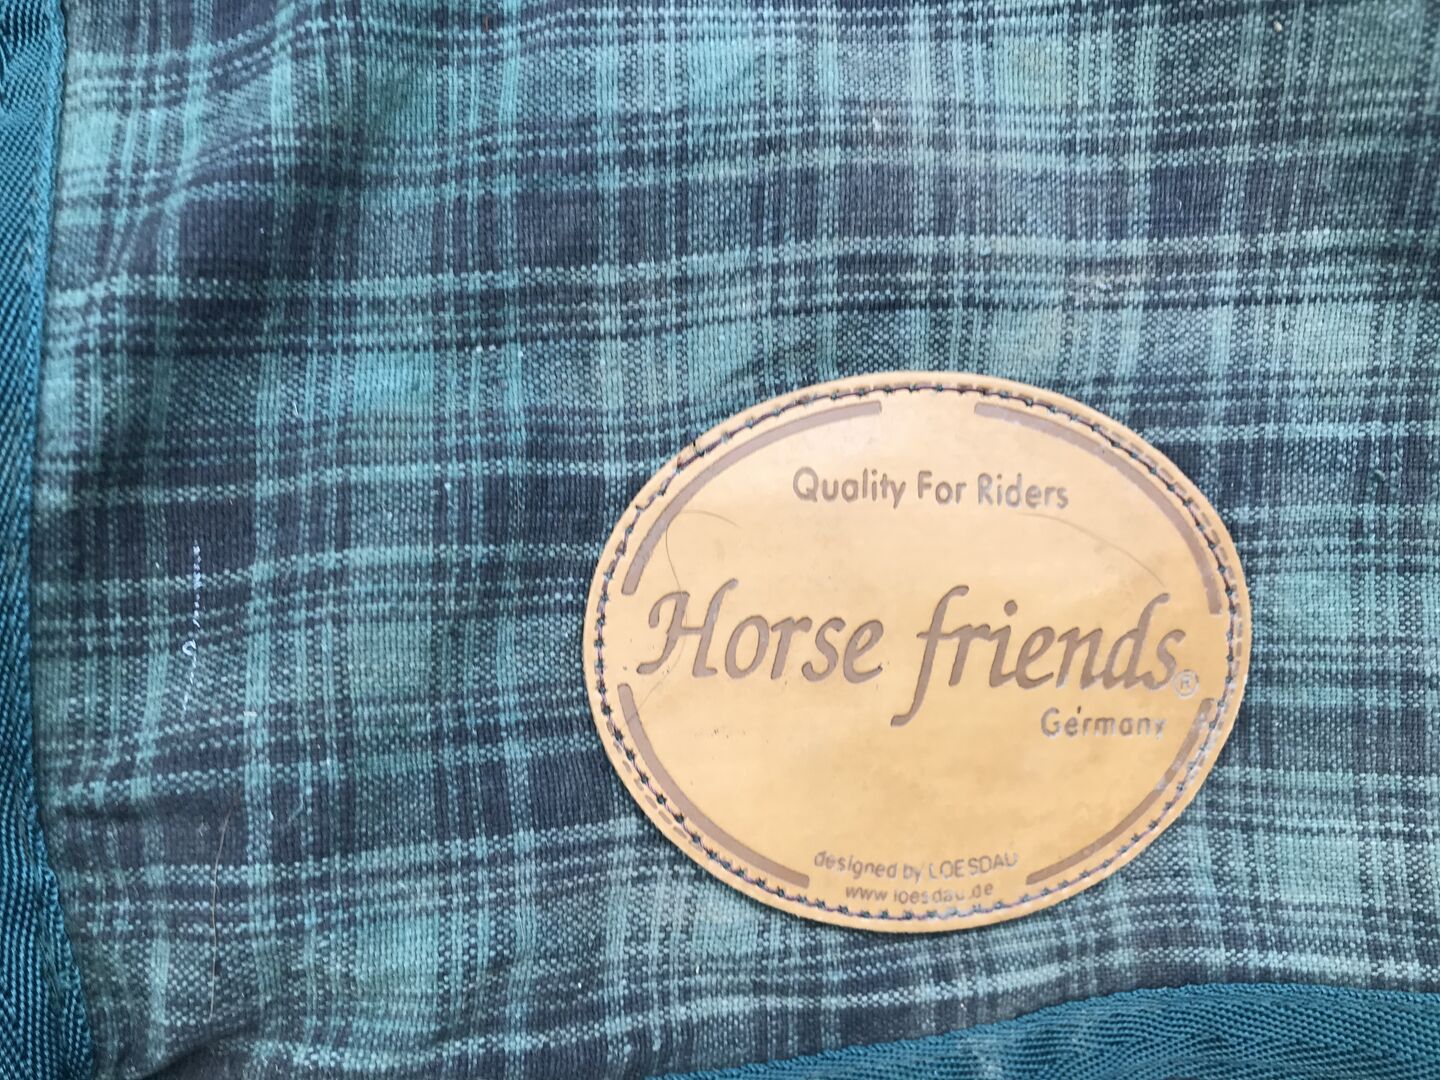 Quality For Riders
Horse friends®
Germany
designed by LOESDAU
www.loesdau.de